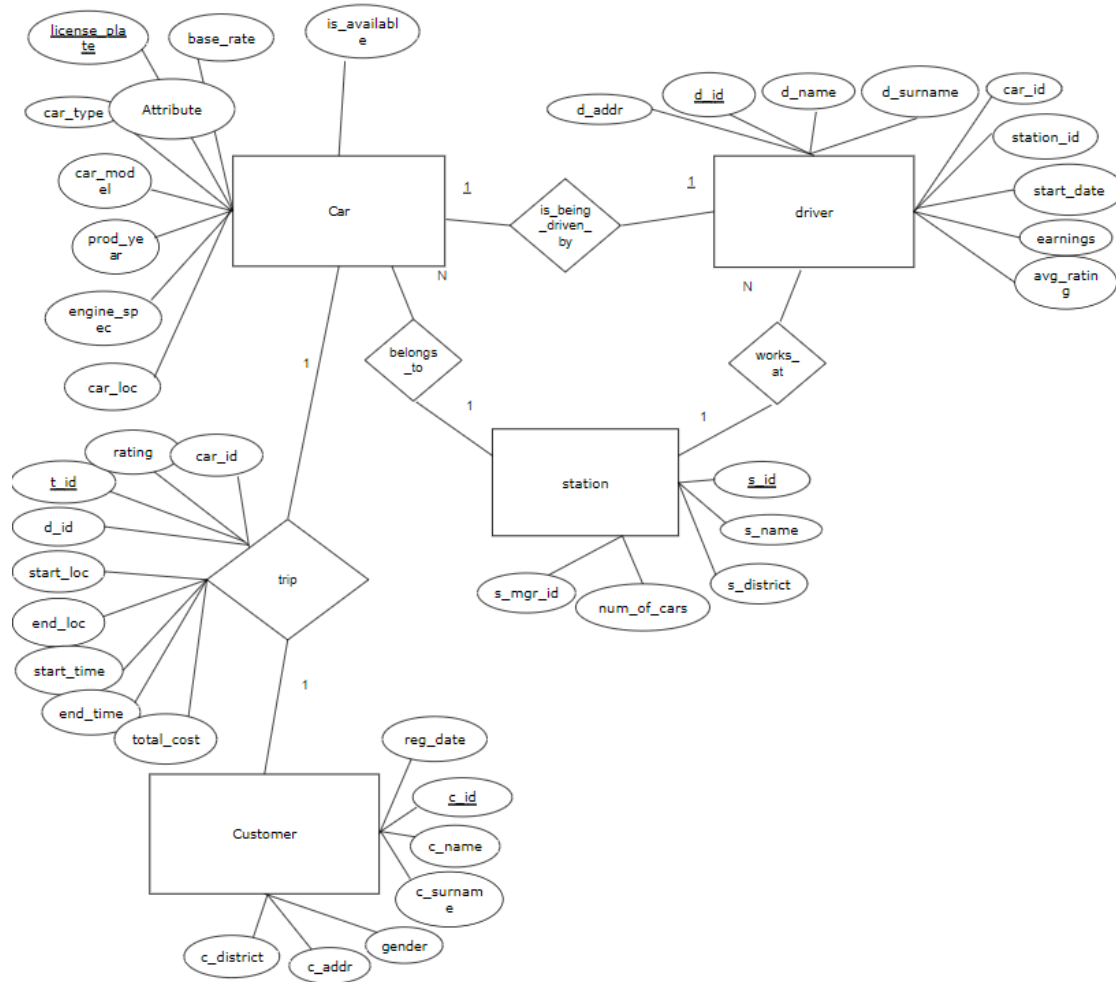 is_availabl
e
license_pla
te
base_rate
car_type
Attribute
car_mod
el
prod_ye
ar
engine_sp
ec
car_loc
Car
1
N
is_being
_driven_
by
1
d_addr
d_id
d_name
d_surname
car_id
station_id
start_date
earnings
avg_ratin
g
driver
N
belongs
_to
works_
at
1
1
1
station
s_id
s_name
s_district
s_mgr_id
num_of_cars
rating
car_id
t_id
d_id
start_loc
end_loc
start_time
end_time
total_cost
trip
1
reg_date
c_id
c_name
c_surnam
e
Customer
c_district
c_addr
gender